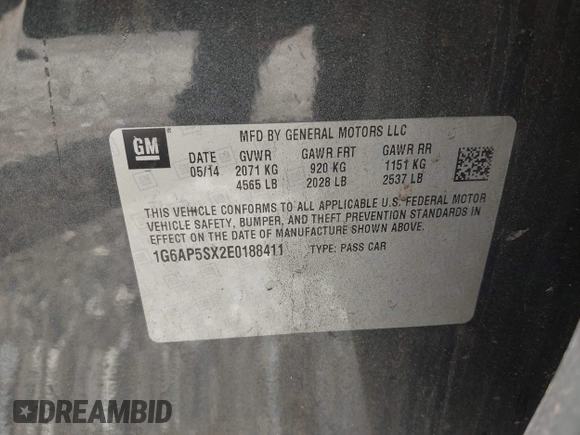 GM
MFD BY GENERAL MOTORS LLC
DATE GVWR GAWR FRT GAWR RR
05/14 2071 KG 920 KG 1151 KG
4565 LB 2028 LB 2537 LB
THIS VEHICLE CONFORMS TO ALL APPLICABLE U.S. FEDERAL MOTOR
VEHICLE SAFETY, BUMPER, AND THEFT PREVENTION STANDARDS IN
EFFECT ON THE DATE OF MANUFACTURE SHOWN ABOVE.
1G6AP5SX2E0188411 TYPE: PASS CAR
DREAMBID